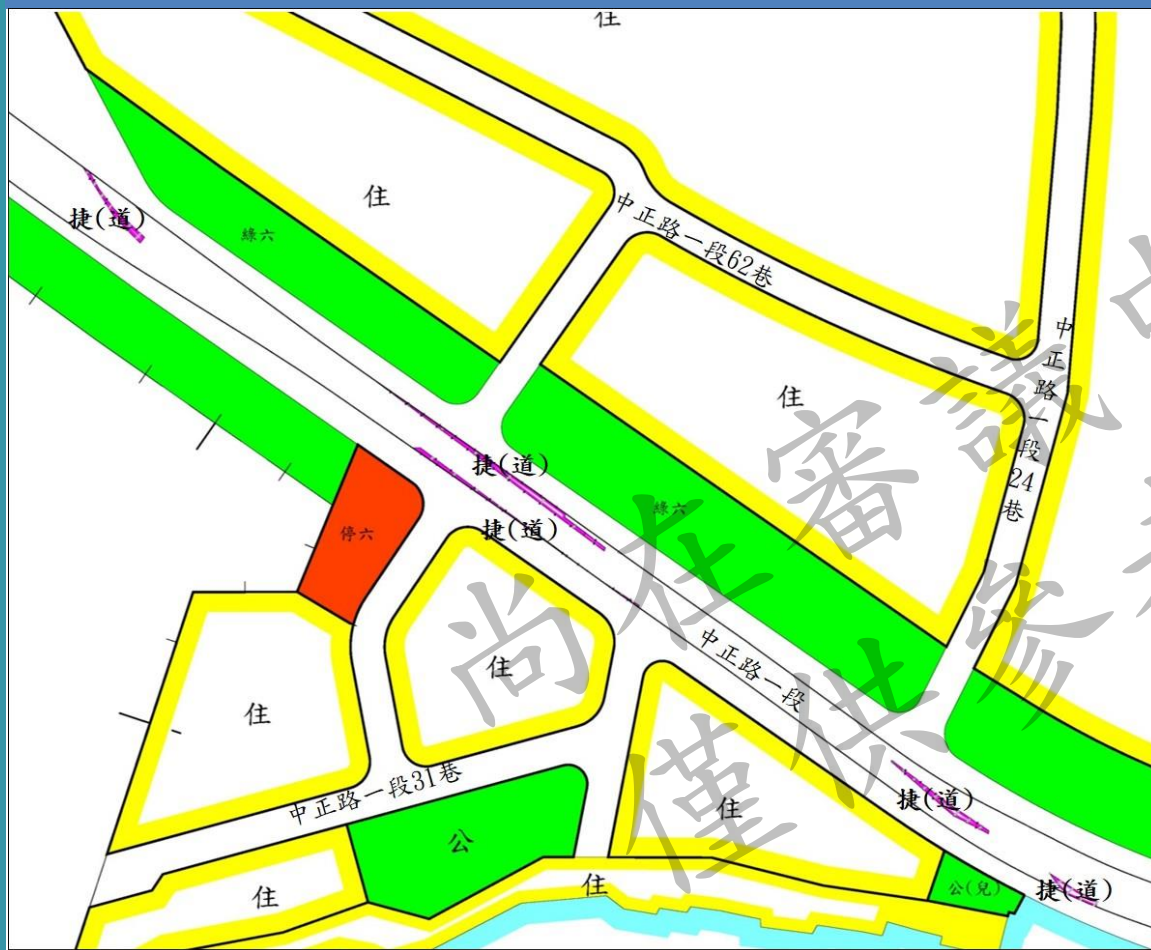 住
住
捷(道)
綠六
中正路一段62巷
中正路一段24巷
住
捷(道)
綠六
捷(道)
停六
中正路一段
住
住
中正路一段31巷
捷(道)
住
公
住
住
公(兒)
捷(道)
尚在審議
僅供參